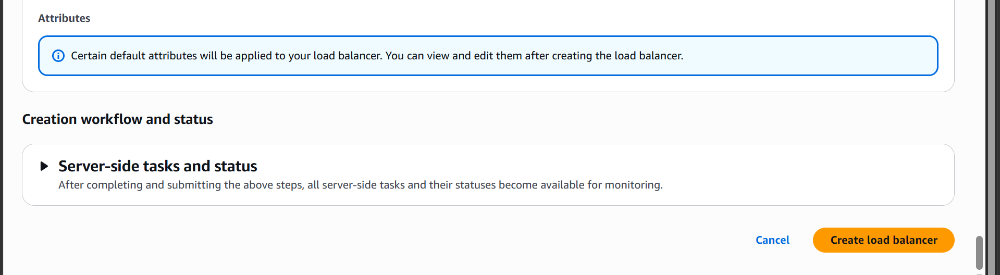 Attributes
Certain default attributes will be applied to your load balancer. You can view and edit them after creating the load balancer.
Creation workflow and status
Server-side tasks and status
After completing and submitting the above steps, all server-side tasks and their statuses become available for monitoring.
Cancel
Create load balancer